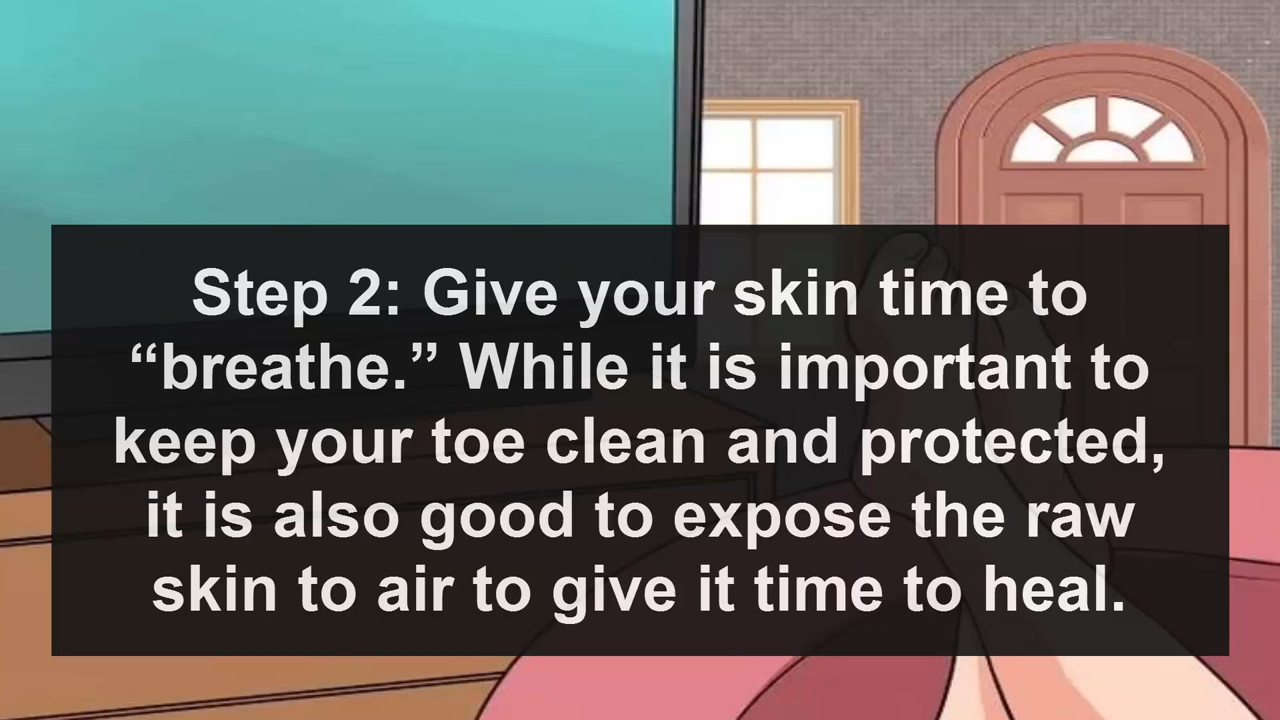 Step 2: Give your skin time to
“breathe.” While it is important to
keep your toe clean and protected,
it is also good to expose the raw
skin to air to give it time to heal.